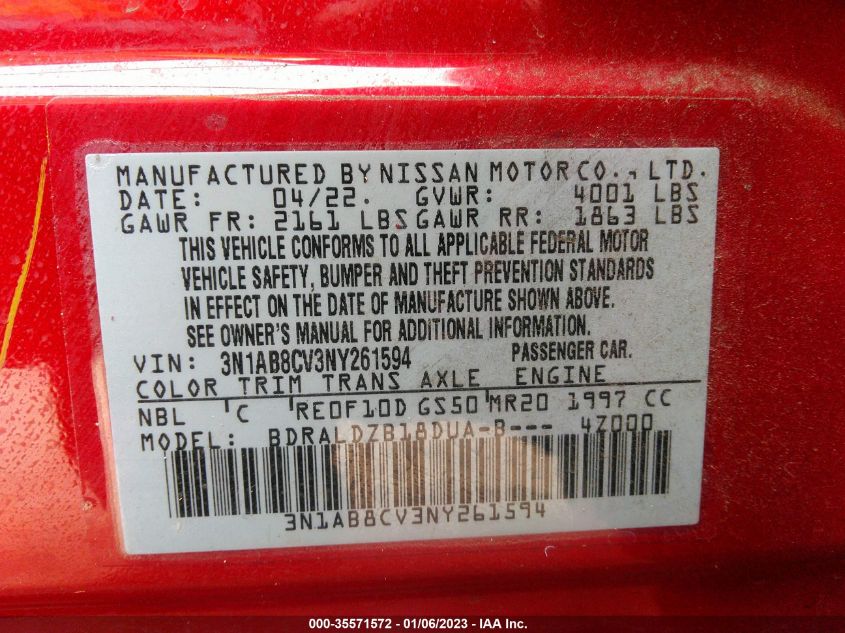 MANUFACTURED BY NISSAN MOTOR CO., LTD.
DATE: 04/22. GVWR: 4001 LBS
GAWR FR: 2161 LBS GAWR RR: 1863 LBS
THIS VEHICLE CONFORMS TO ALL APPLICABLE FEDERAL MOTOR
VEHICLE SAFETY, BUMPER AND THEFT PREVENTION STANDARDS
IN EFFECT ON THE DATE OF MANUFACTURE SHOWN ABOVE.
SEE OWNER'S MANUAL FOR ADDITIONAL INFORMATION.
VIN: 3N1AB8CV3NY261594 PASSENGER CAR.
COLOR TRIM TRANS AXLE ENGINE
NBL C RE0F10D GS50 MR20 1997 CC
MODEL: BDRALDZB18DUA-B--- 4Z000
3N1AB8CV3NY261594
000-35571572 - 01/06/2023 - IAA Inc.